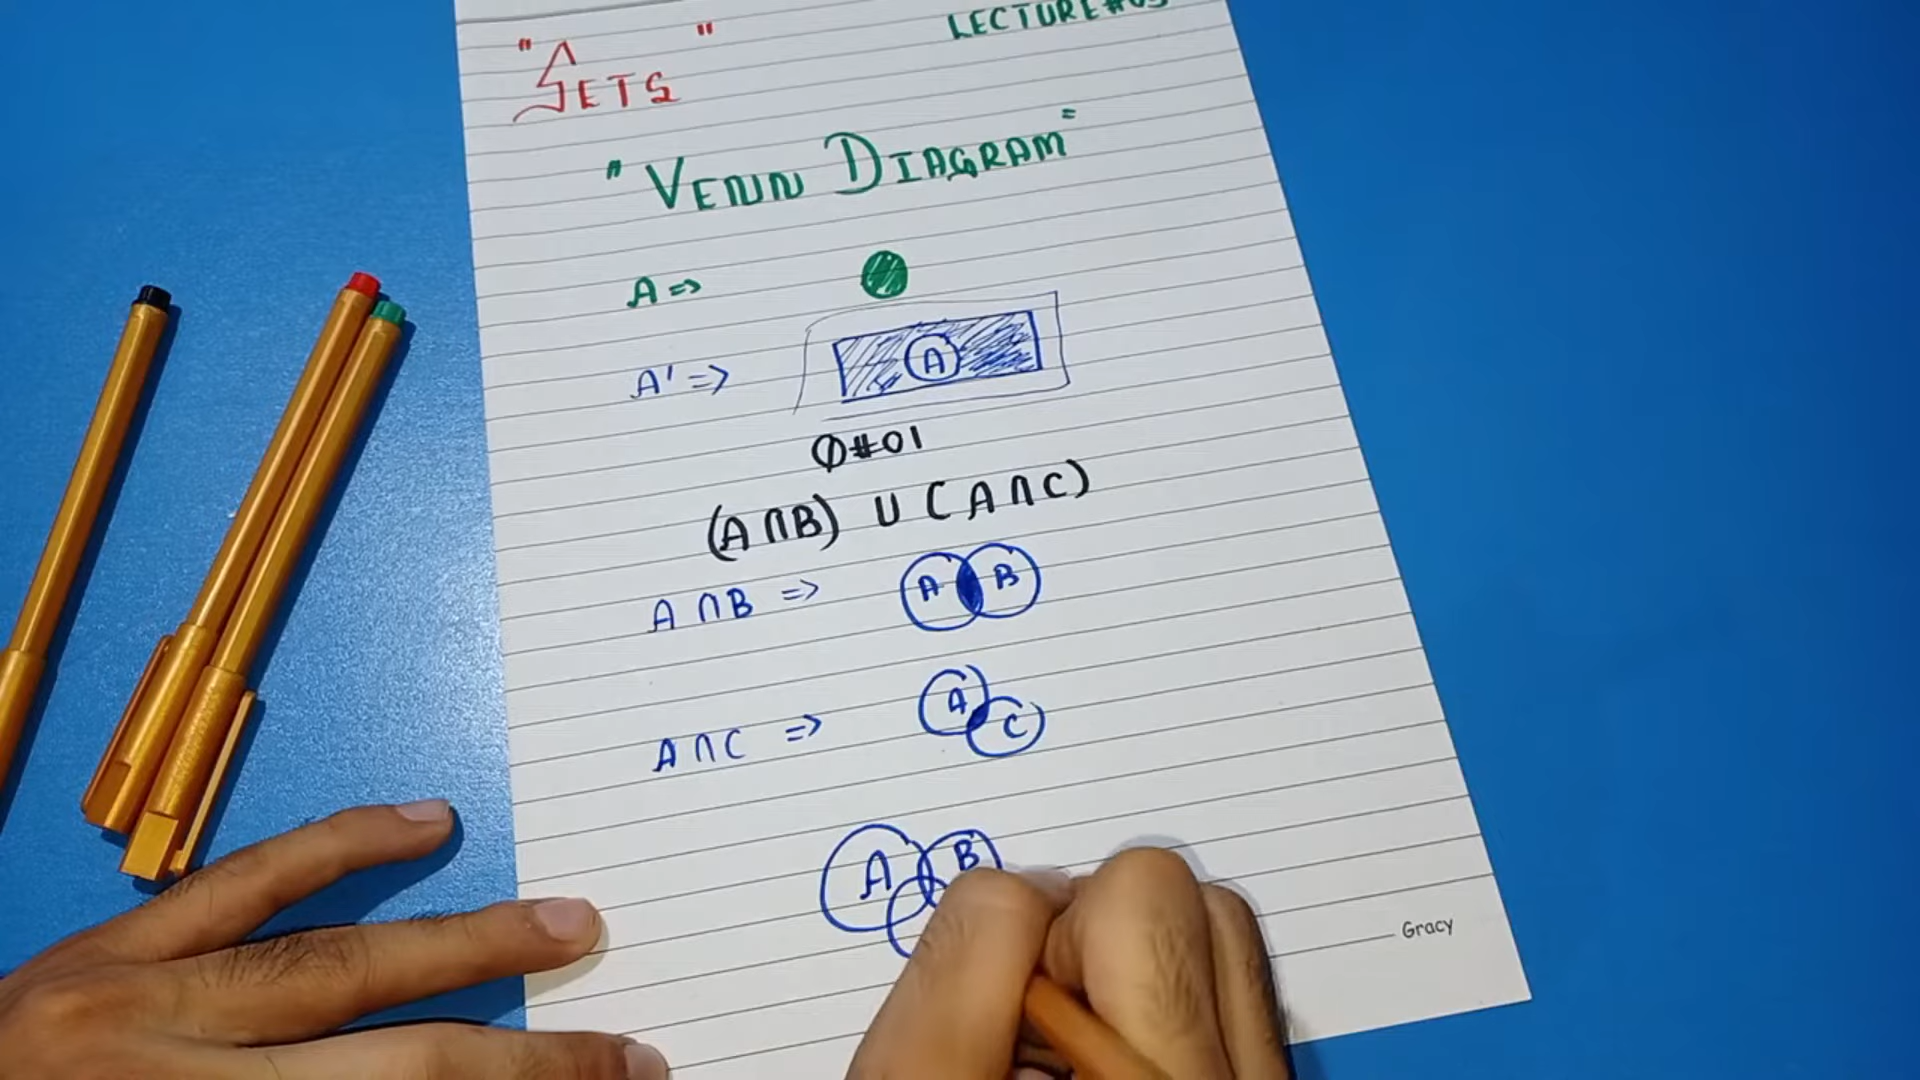 "SETS"
LECTURE#03
"VENN DIAGRAM"
A =>
A' =>
A
Q#01
(A∩B) ∪ (A∩C)
A∩B =>
A B
A∩C =>
A
C
A B
Gracy